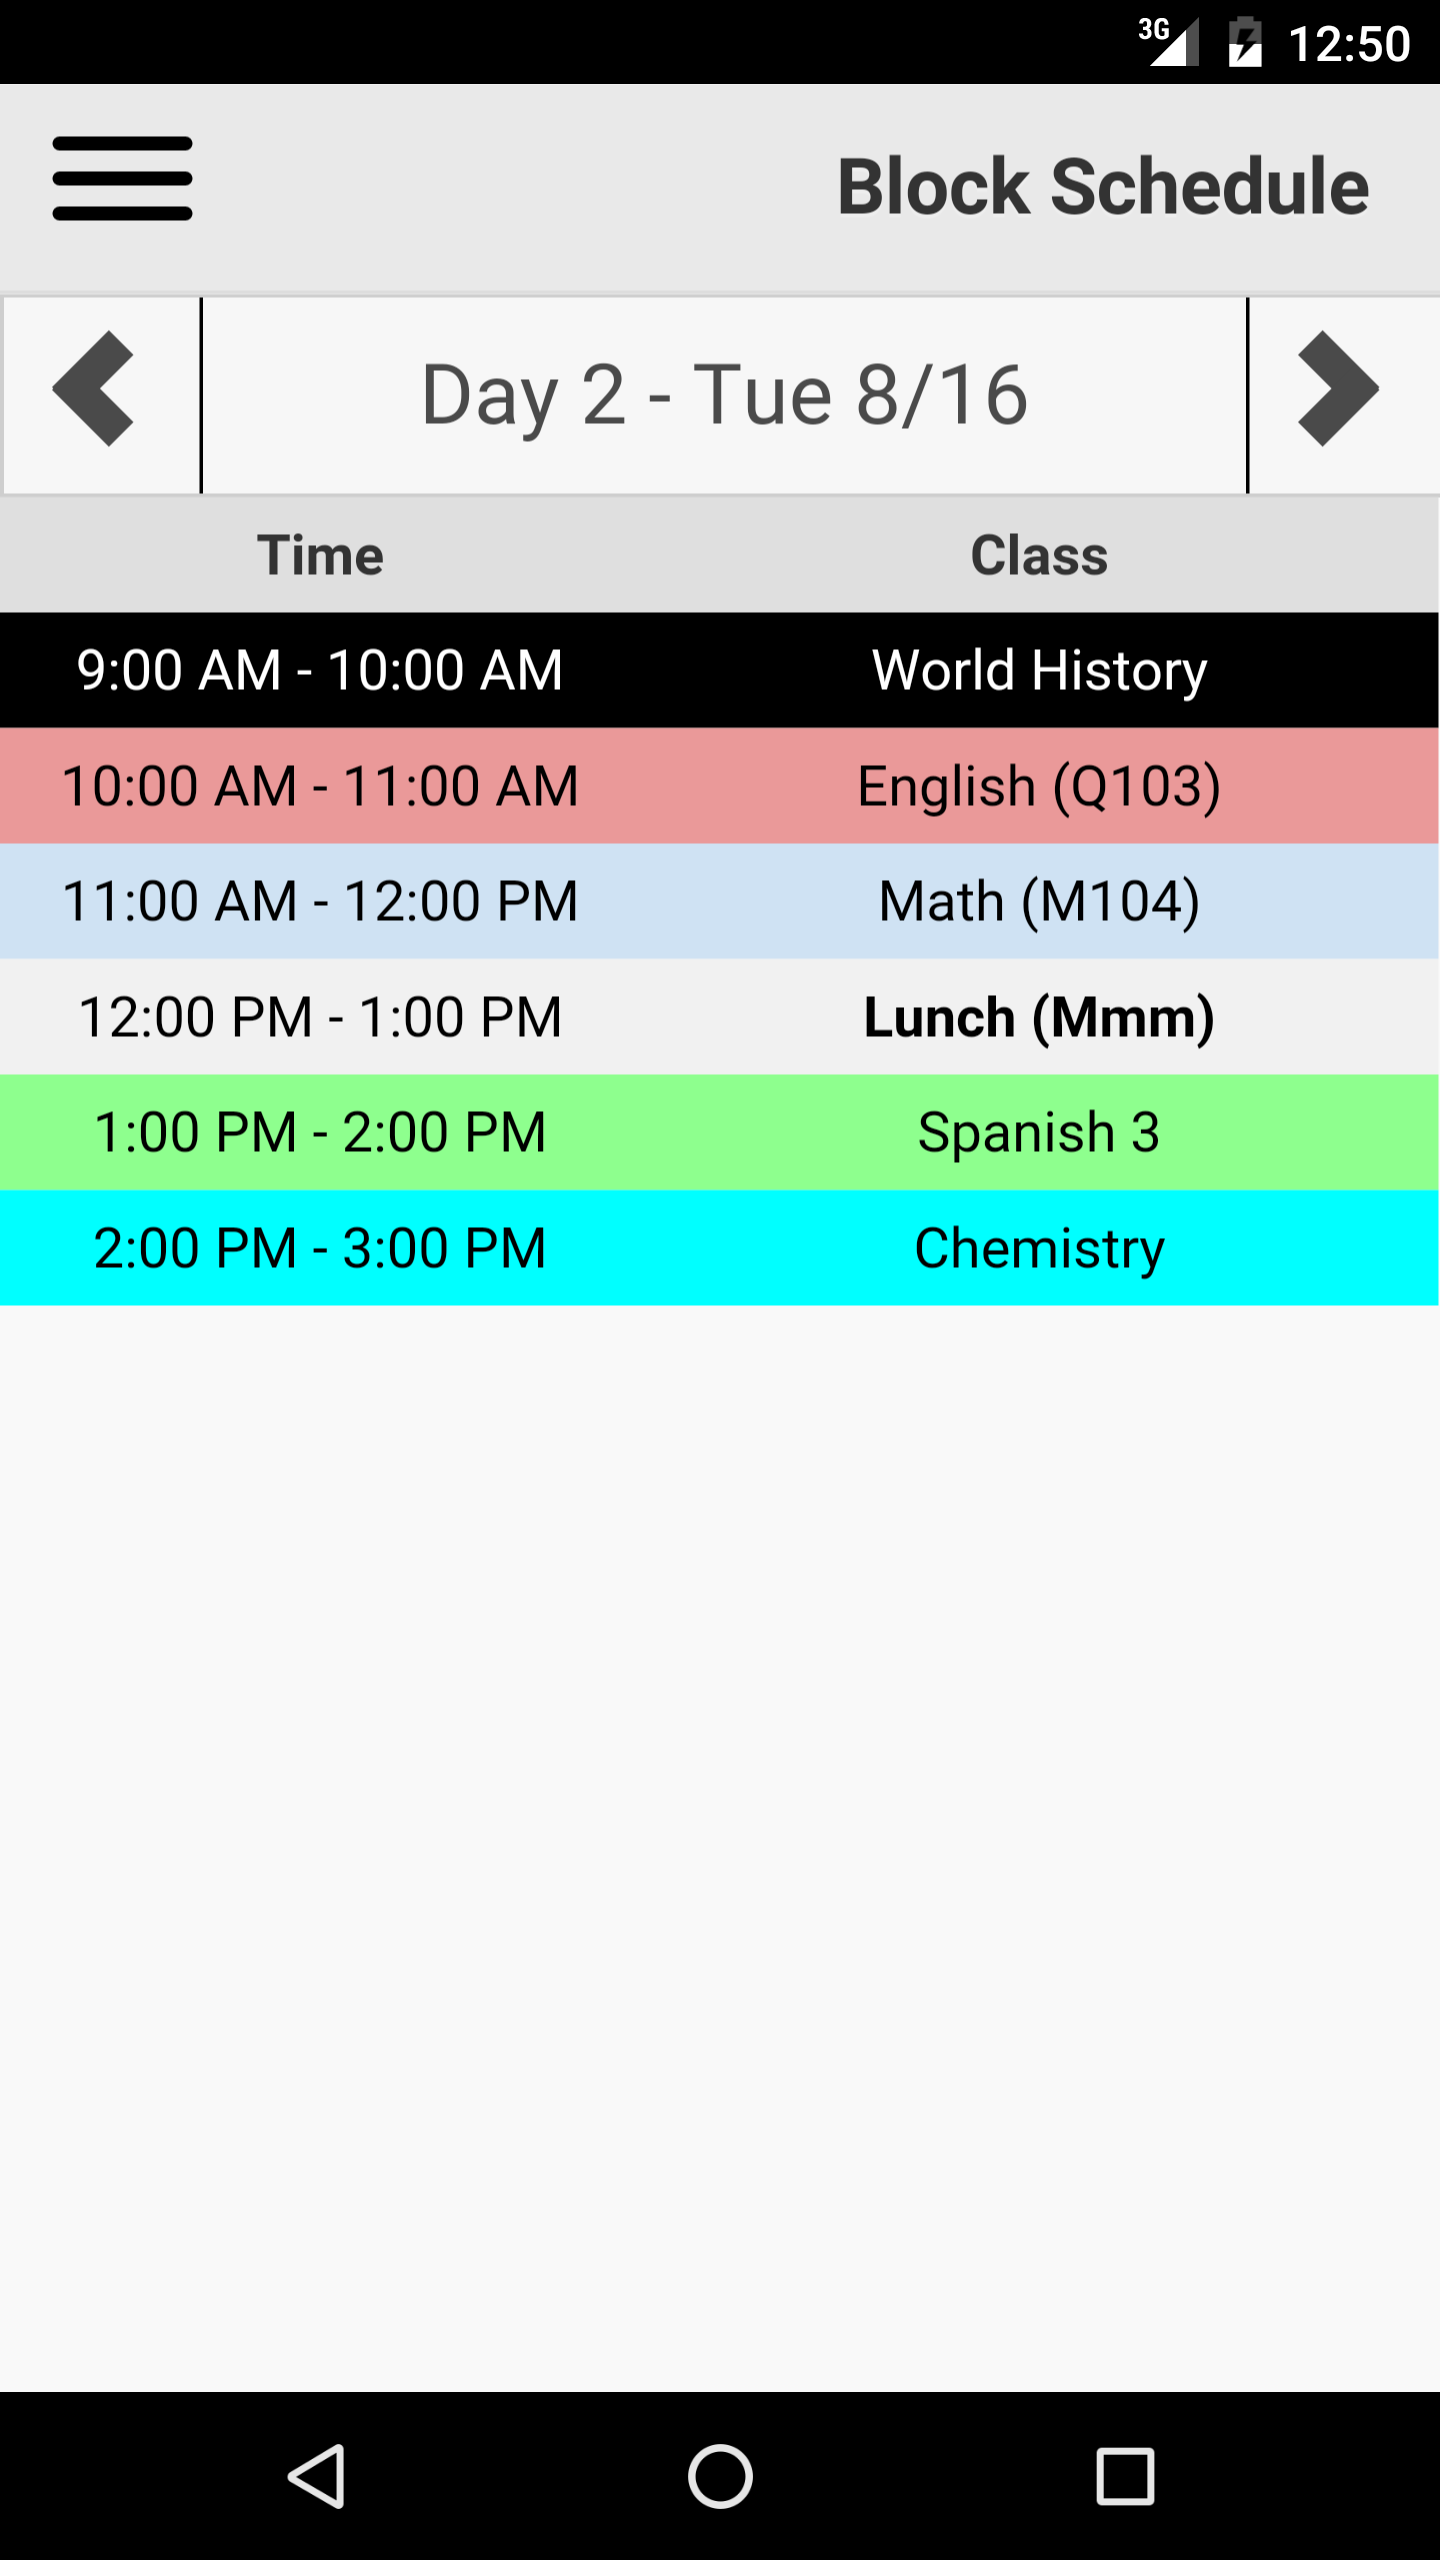 3G 12:50
Block Schedule
Day 2 - Tue 8/16
Time Class
9:00 AM - 10:00 AM World History
10:00 AM - 11:00 AM English (Q103)
11:00 AM - 12:00 PM Math (M104)
12:00 PM - 1:00 PM Lunch (Mmm)
1:00 PM - 2:00 PM Spanish 3
2:00 PM - 3:00 PM Chemistry